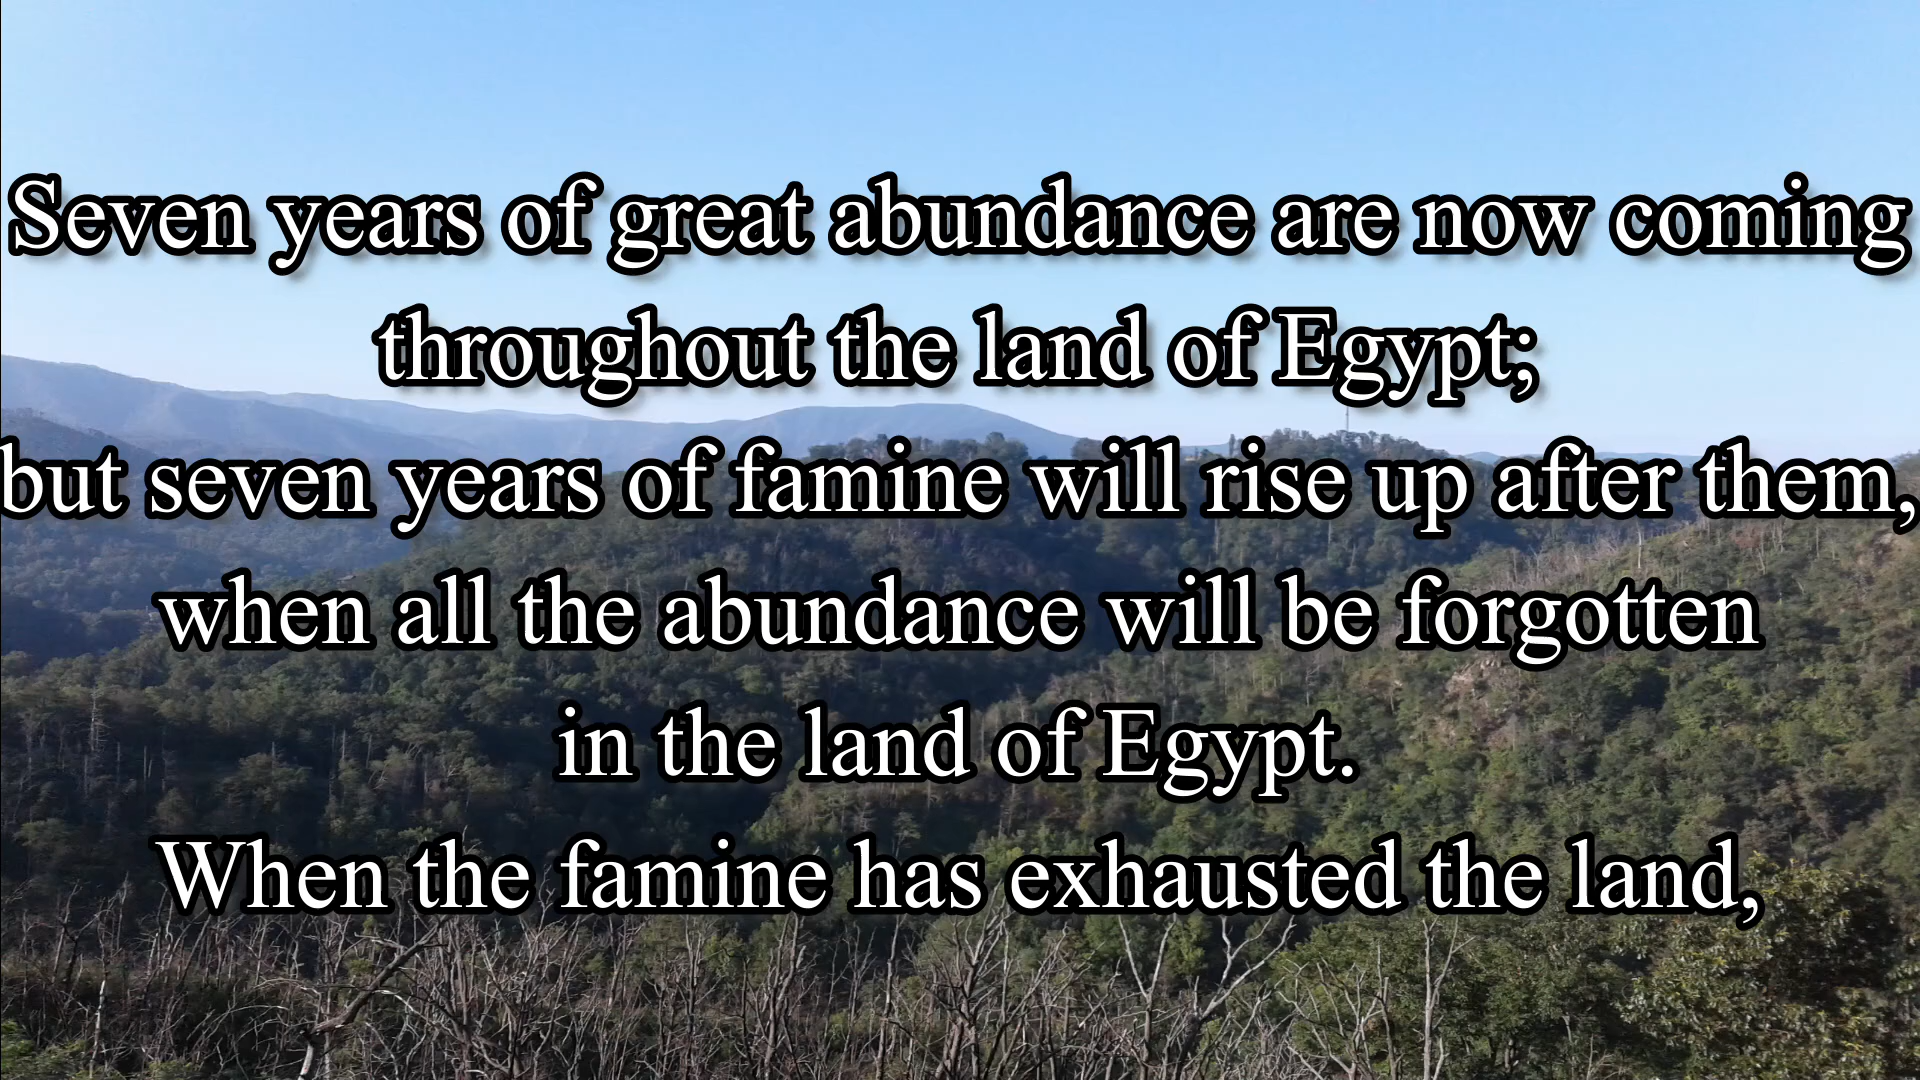 Seven years of great abundance are now coming
throughout the land of Egypt;
but seven years of famine will rise up after them,
when all the abundance will be forgotten
in the land of Egypt.
When the famine has exhausted the land,